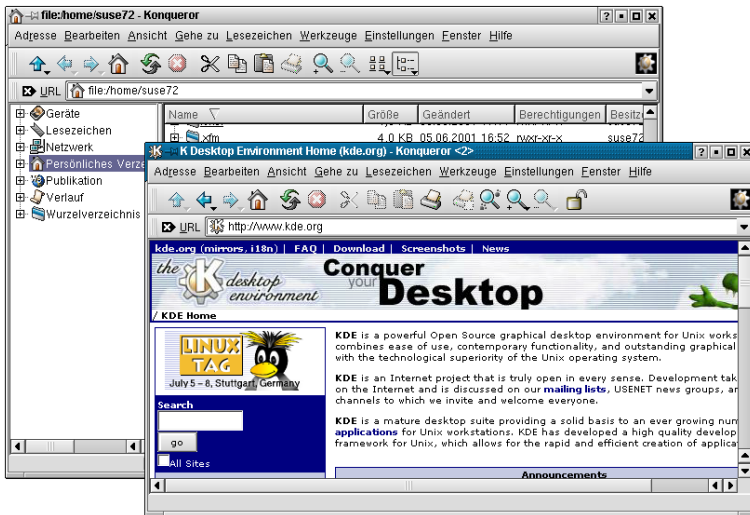 file:/home/suse72 - Konqueror
Adresse Bearbeiten Ansicht Gehe zu Lesezeichen Werkzeuge Einstellungen Fenster Hilfe
URL file:/home/suse72
Geräte
Lesezeichen
Netzwerk
Persönliches Verze
Publikation
Verlauf
Wurzelverzeichnis
Name Größe Geändert Berechtigungen Besitz
.xfm 4.0 KB 05.06.2001 16:52 rwxr-xr-x suse72
K Desktop Environment Home (kde.org) - Konqueror <2>
Adresse Bearbeiten Ansicht Gehe zu Lesezeichen Werkzeuge Einstellungen Fenster Hilfe
URL http://www.kde.org
kde.org (mirrors, i18n) | FAQ | Download | Screenshots | News
the K desktop environment
Conquer
your Desktop
/ KDE Home
LINUX
TAG
July 5 – 8, Stuttgart, Germany
Search
go
All Sites
KDE is a powerful Open Source graphical desktop environment for Unix works
combines ease of use, contemporary functionality, and outstanding graphical
with the technological superiority of the Unix operating system.
KDE is an Internet project that is truly open in every sense. Development tak
on the Internet and is discussed on our mailing lists, USENET news groups, an
channels to which we invite and welcome everyone.
KDE is a mature desktop suite providing a solid basis to an ever growing num
applications for Unix workstations. KDE has developed a high quality develop
framework for Unix, which allows for the rapid and efficient creation of applica
Announcements